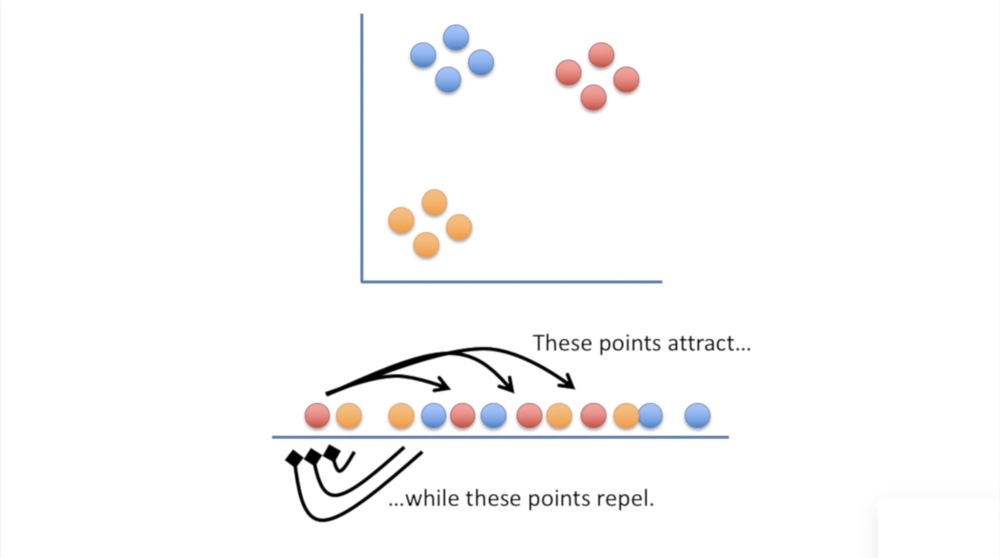 These points attract...
...while these points repel.